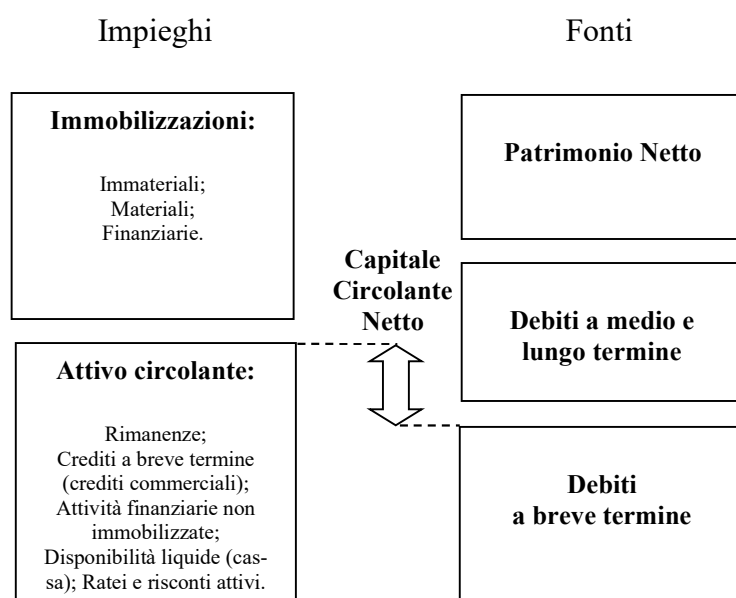 Impieghi
Fonti
Immobilizzazioni:
Immateriali;
Materiali;
Finanziarie.
Patrimonio Netto
Capitale
Circolante
Netto
Debiti a medio e
lungo termine
Attivo circolante:
Rimanenze;
Crediti a breve termine
(crediti commerciali);
Attività finanziarie non
immobilizzate;
Disponibilità liquide (cas-
sa); Ratei e risconti attivi.
Debiti
a breve termine